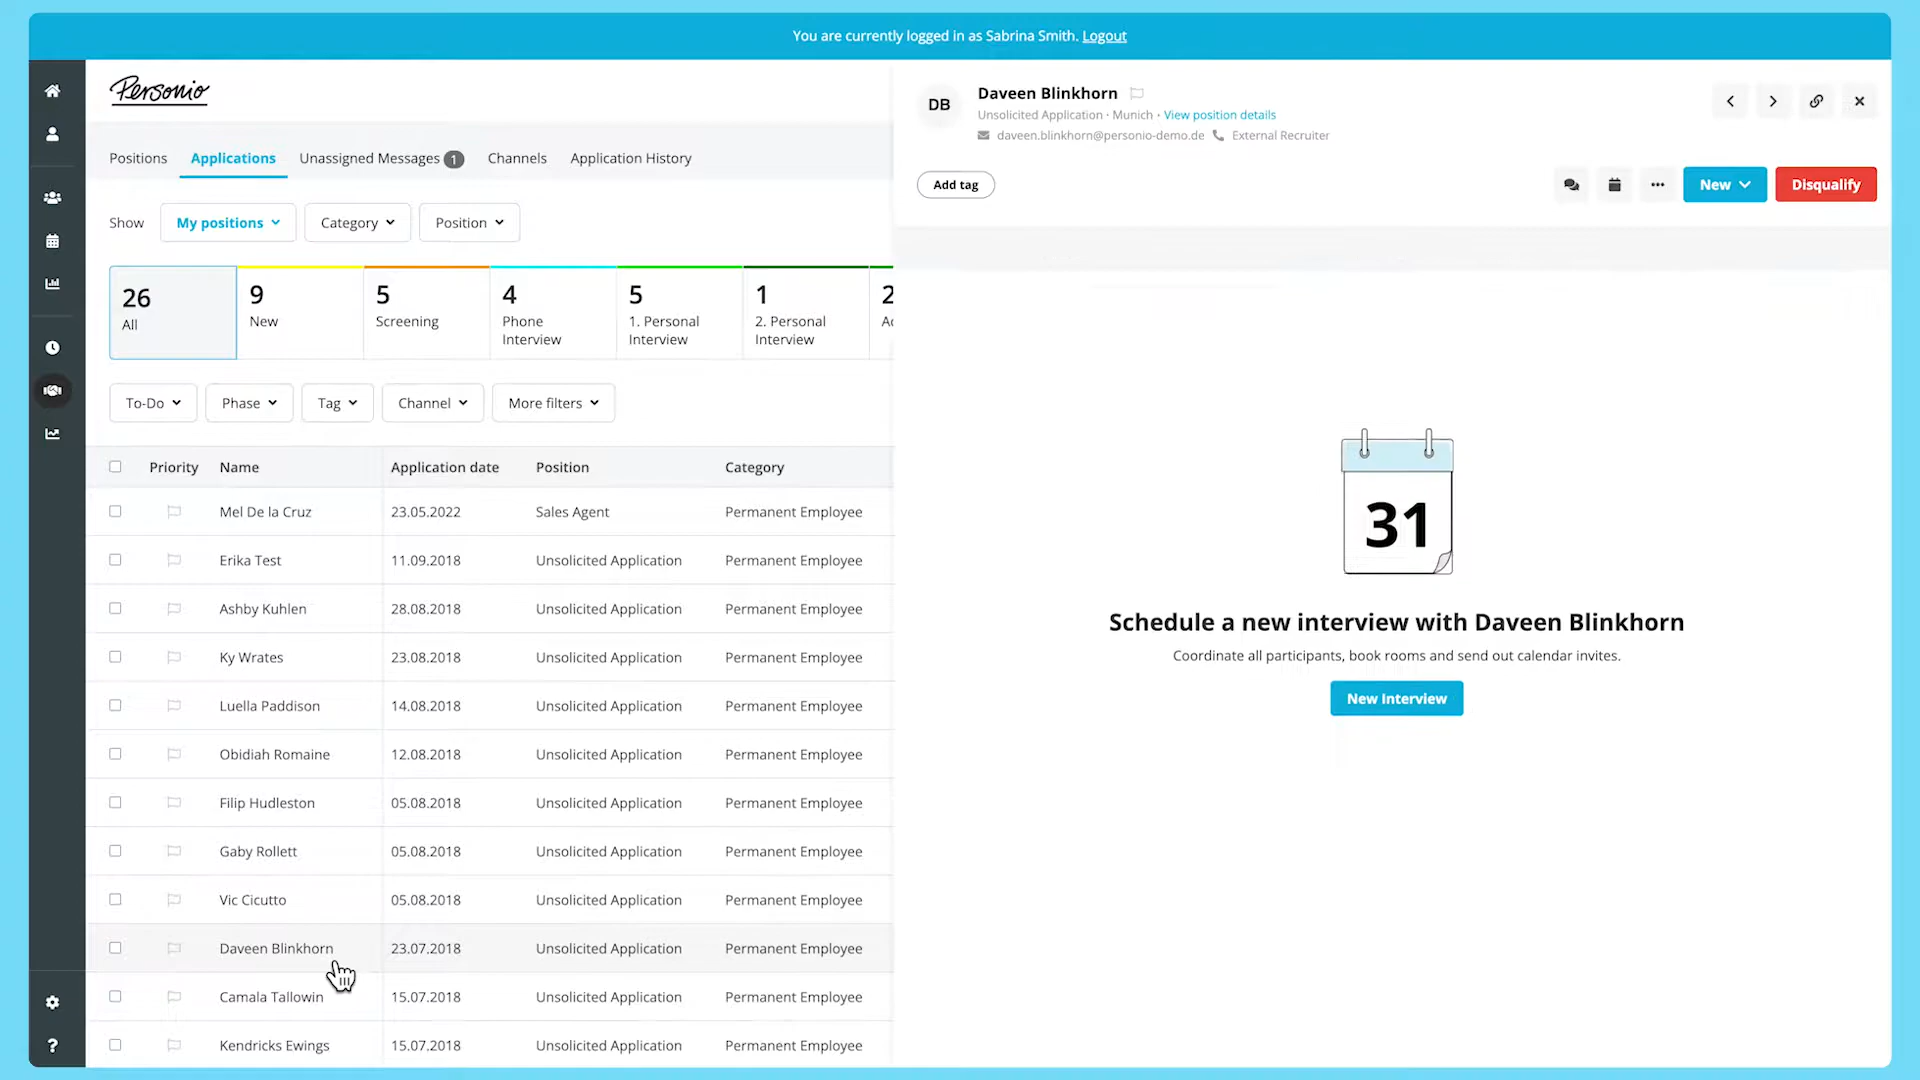 You are currently logged in as Sabrina Smith. Logout
Personio
Positions Applications Unassigned Messages 1 Channels Application History
Show My positions Category Position
26 All
9 New
5 Screening
4 Phone Interview
5 1. Personal Interview
1 2. Personal Interview
2
To-Do Phase Tag Channel More filters
Priority Name Application date Position Category
Mel De la Cruz 23.05.2022 Sales Agent Permanent Employee
Erika Test 11.09.2018 Unsolicited Application Permanent Employee
Ashby Kuhlen 28.08.2018 Unsolicited Application Permanent Employee
Ky Wrates 23.08.2018 Unsolicited Application Permanent Employee
Luella Paddison 14.08.2018 Unsolicited Application Permanent Employee
Obidiah Romaine 12.08.2018 Unsolicited Application Permanent Employee
Filip Hudleston 05.08.2018 Unsolicited Application Permanent Employee
Gaby Rollett 05.08.2018 Unsolicited Application Permanent Employee
Vic Cicutto 05.08.2018 Unsolicited Application Permanent Employee
Daveen Blinkhorn 23.07.2018 Unsolicited Application Permanent Employee
Camala Tallowin 15.07.2018 Unsolicited Application Permanent Employee
Kendricks Ewings 15.07.2018 Unsolicited Application Permanent Employee
DB
Daveen Blinkhorn
Unsolicited Application · Munich · View position details
daveen.blinkhorn@personio-demo.de External Recruiter
Add tag
New
Disqualify
31
Schedule a new interview with Daveen Blinkhorn
Coordinate all participants, book rooms and send out calendar invites.
New Interview